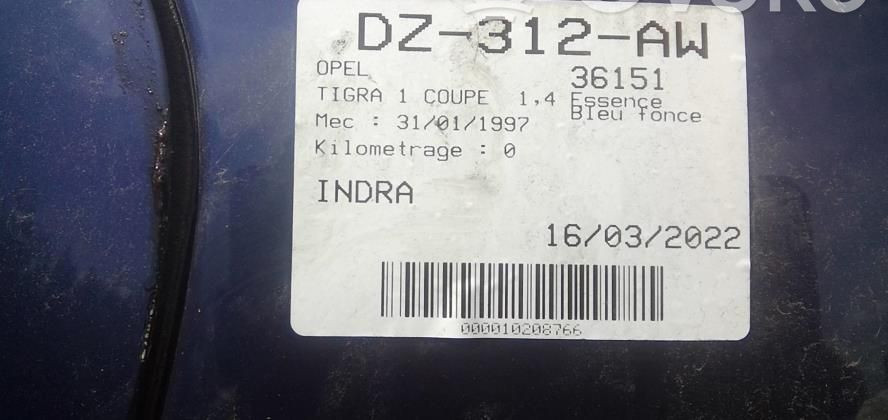 DZ-312-AW
OPEL 36151
TIGRA 1 COUPE 1,4 Essence
Bleu fonce
Mec : 31/01/1997
Kilometrage : 0
INDRA
16/03/2022
000010208766